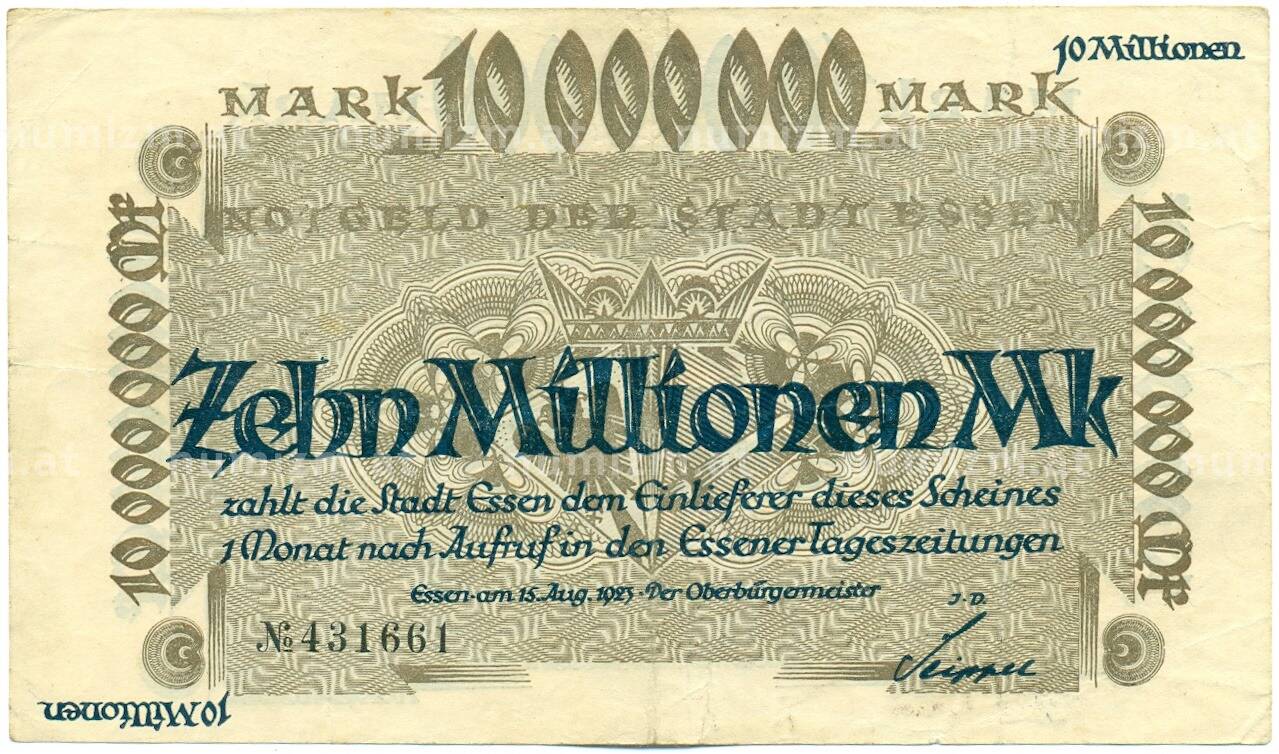 10 Millionen
MARK 10 000 000 MARK
NOTGELD DER STADT ESSEN
10 000 000 Mk
10 000 000 Mk
Zehn Millionen Mk
zahlt die Stadt Essen dem Einlieferer dieses Scheines
1 Monat nach Aufruf in den Essener Tageszeitungen
Essen · am 15. Aug. 1923 · Der Oberbürgermeister
J. D.
№ 431661
10 Millionen
numizm.at